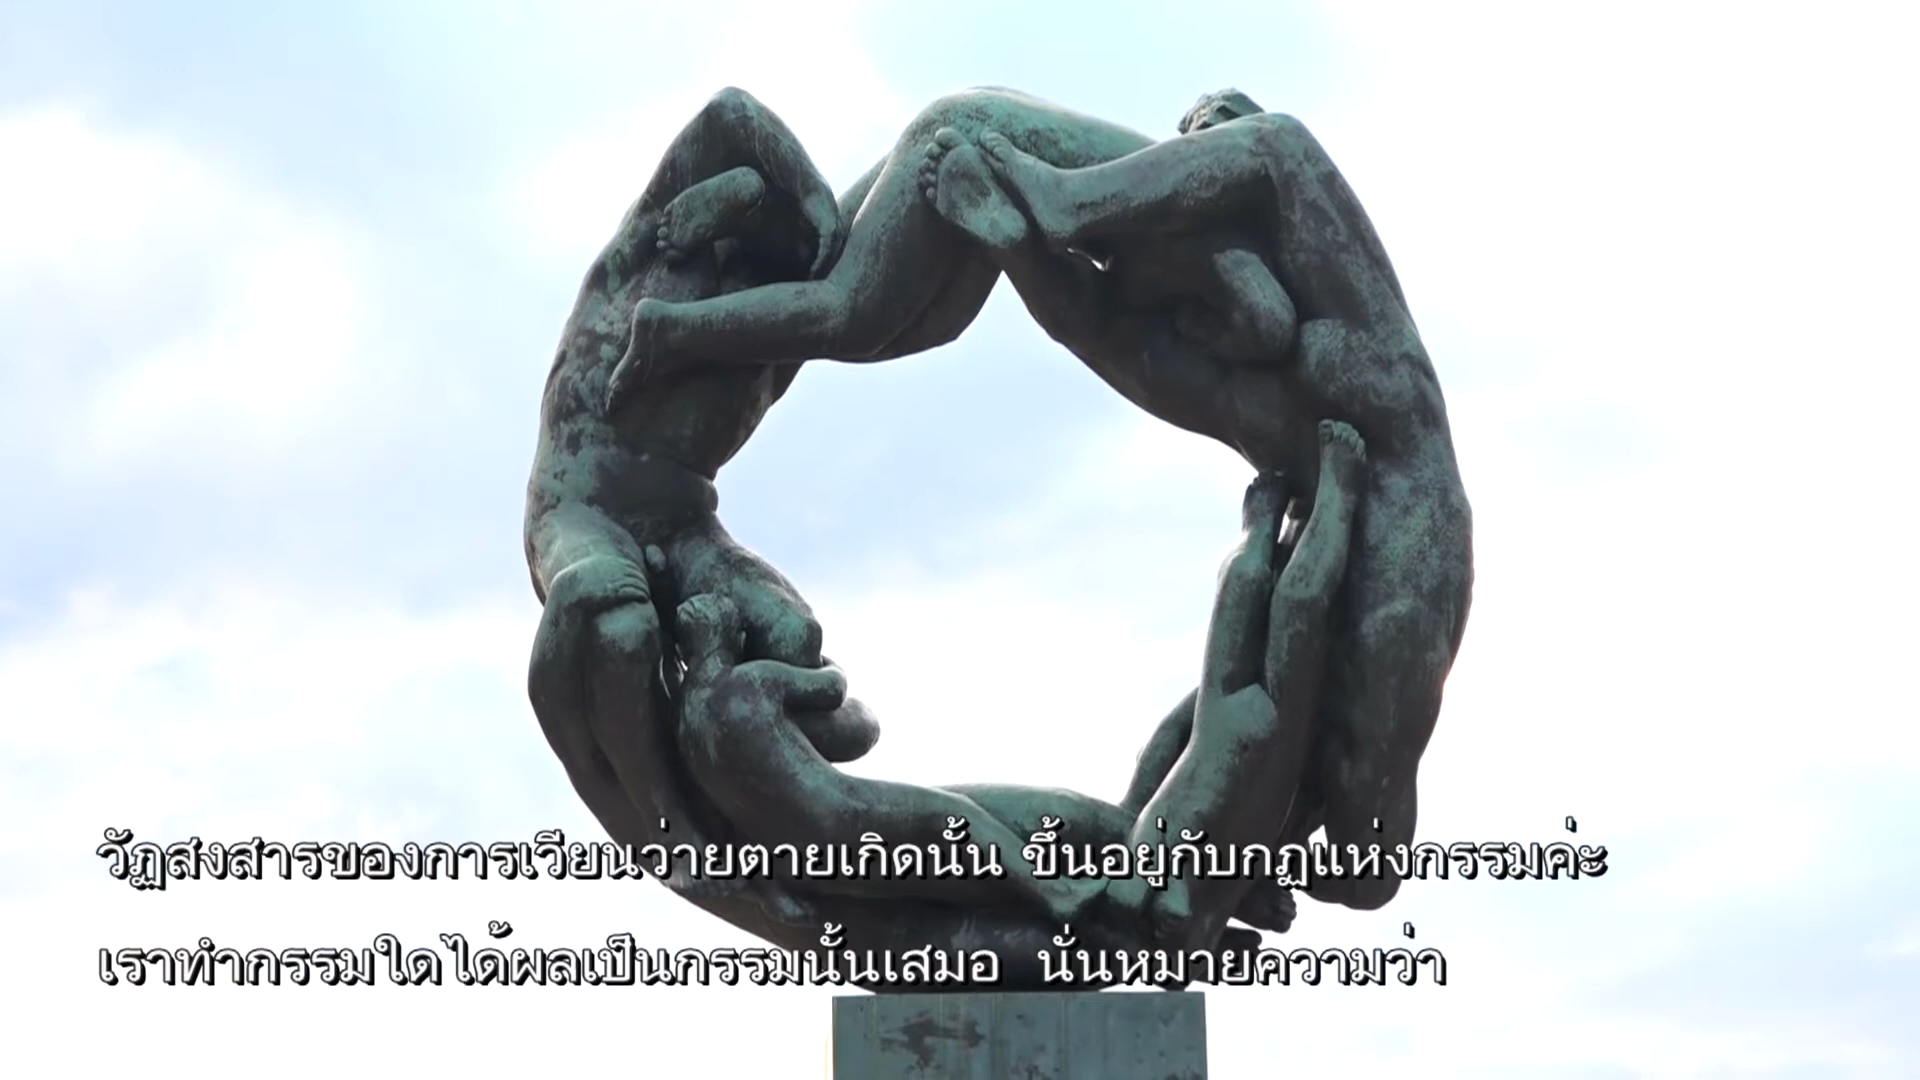 วัฏสงสารของการเวียนว่ายตายเกิดนั้น ขึ้นอยู่กับกฏแห่งกรรมค่ะ
เราทำกรรมใดได้ผลเป็นกรรมนั้นเสมอ นั่นหมายความว่า